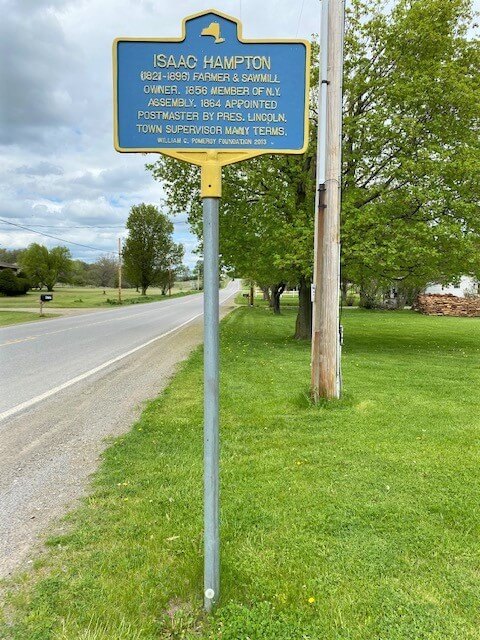 ISAAC HAMPTON
(1821-1896) FARMER & SAWMILL
OWNER. 1856 MEMBER OF N.Y.
ASSEMBLY. 1864 APPOINTED
POSTMASTER BY PRES. LINCOLN.
TOWN SUPERVISOR MANY TERMS.
WILLIAM G. POMEROY FOUNDATION 2013